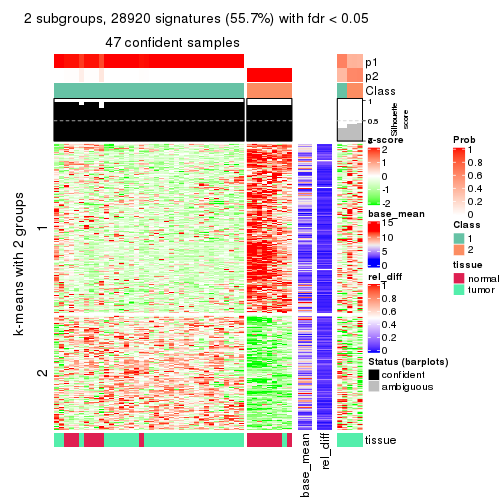 2 subgroups, 28920 signatures (55.7%) with fdr < 0.05
47 confident samples
p1
p2
Class
1
0.5
0
Silhouette
score
k-means with 2 groups
1
2
z-score
2
1
0
-1
-2
base_mean
15
10
5
0
rel_diff
1
0.8
0.6
0.4
0.2
0
Status (barplots)
confident
ambiguous
Prob
1
0.8
0.6
0.4
0.2
0
Class
1
2
tissue
normal
tumor
tissue
base_mean
rel_diff